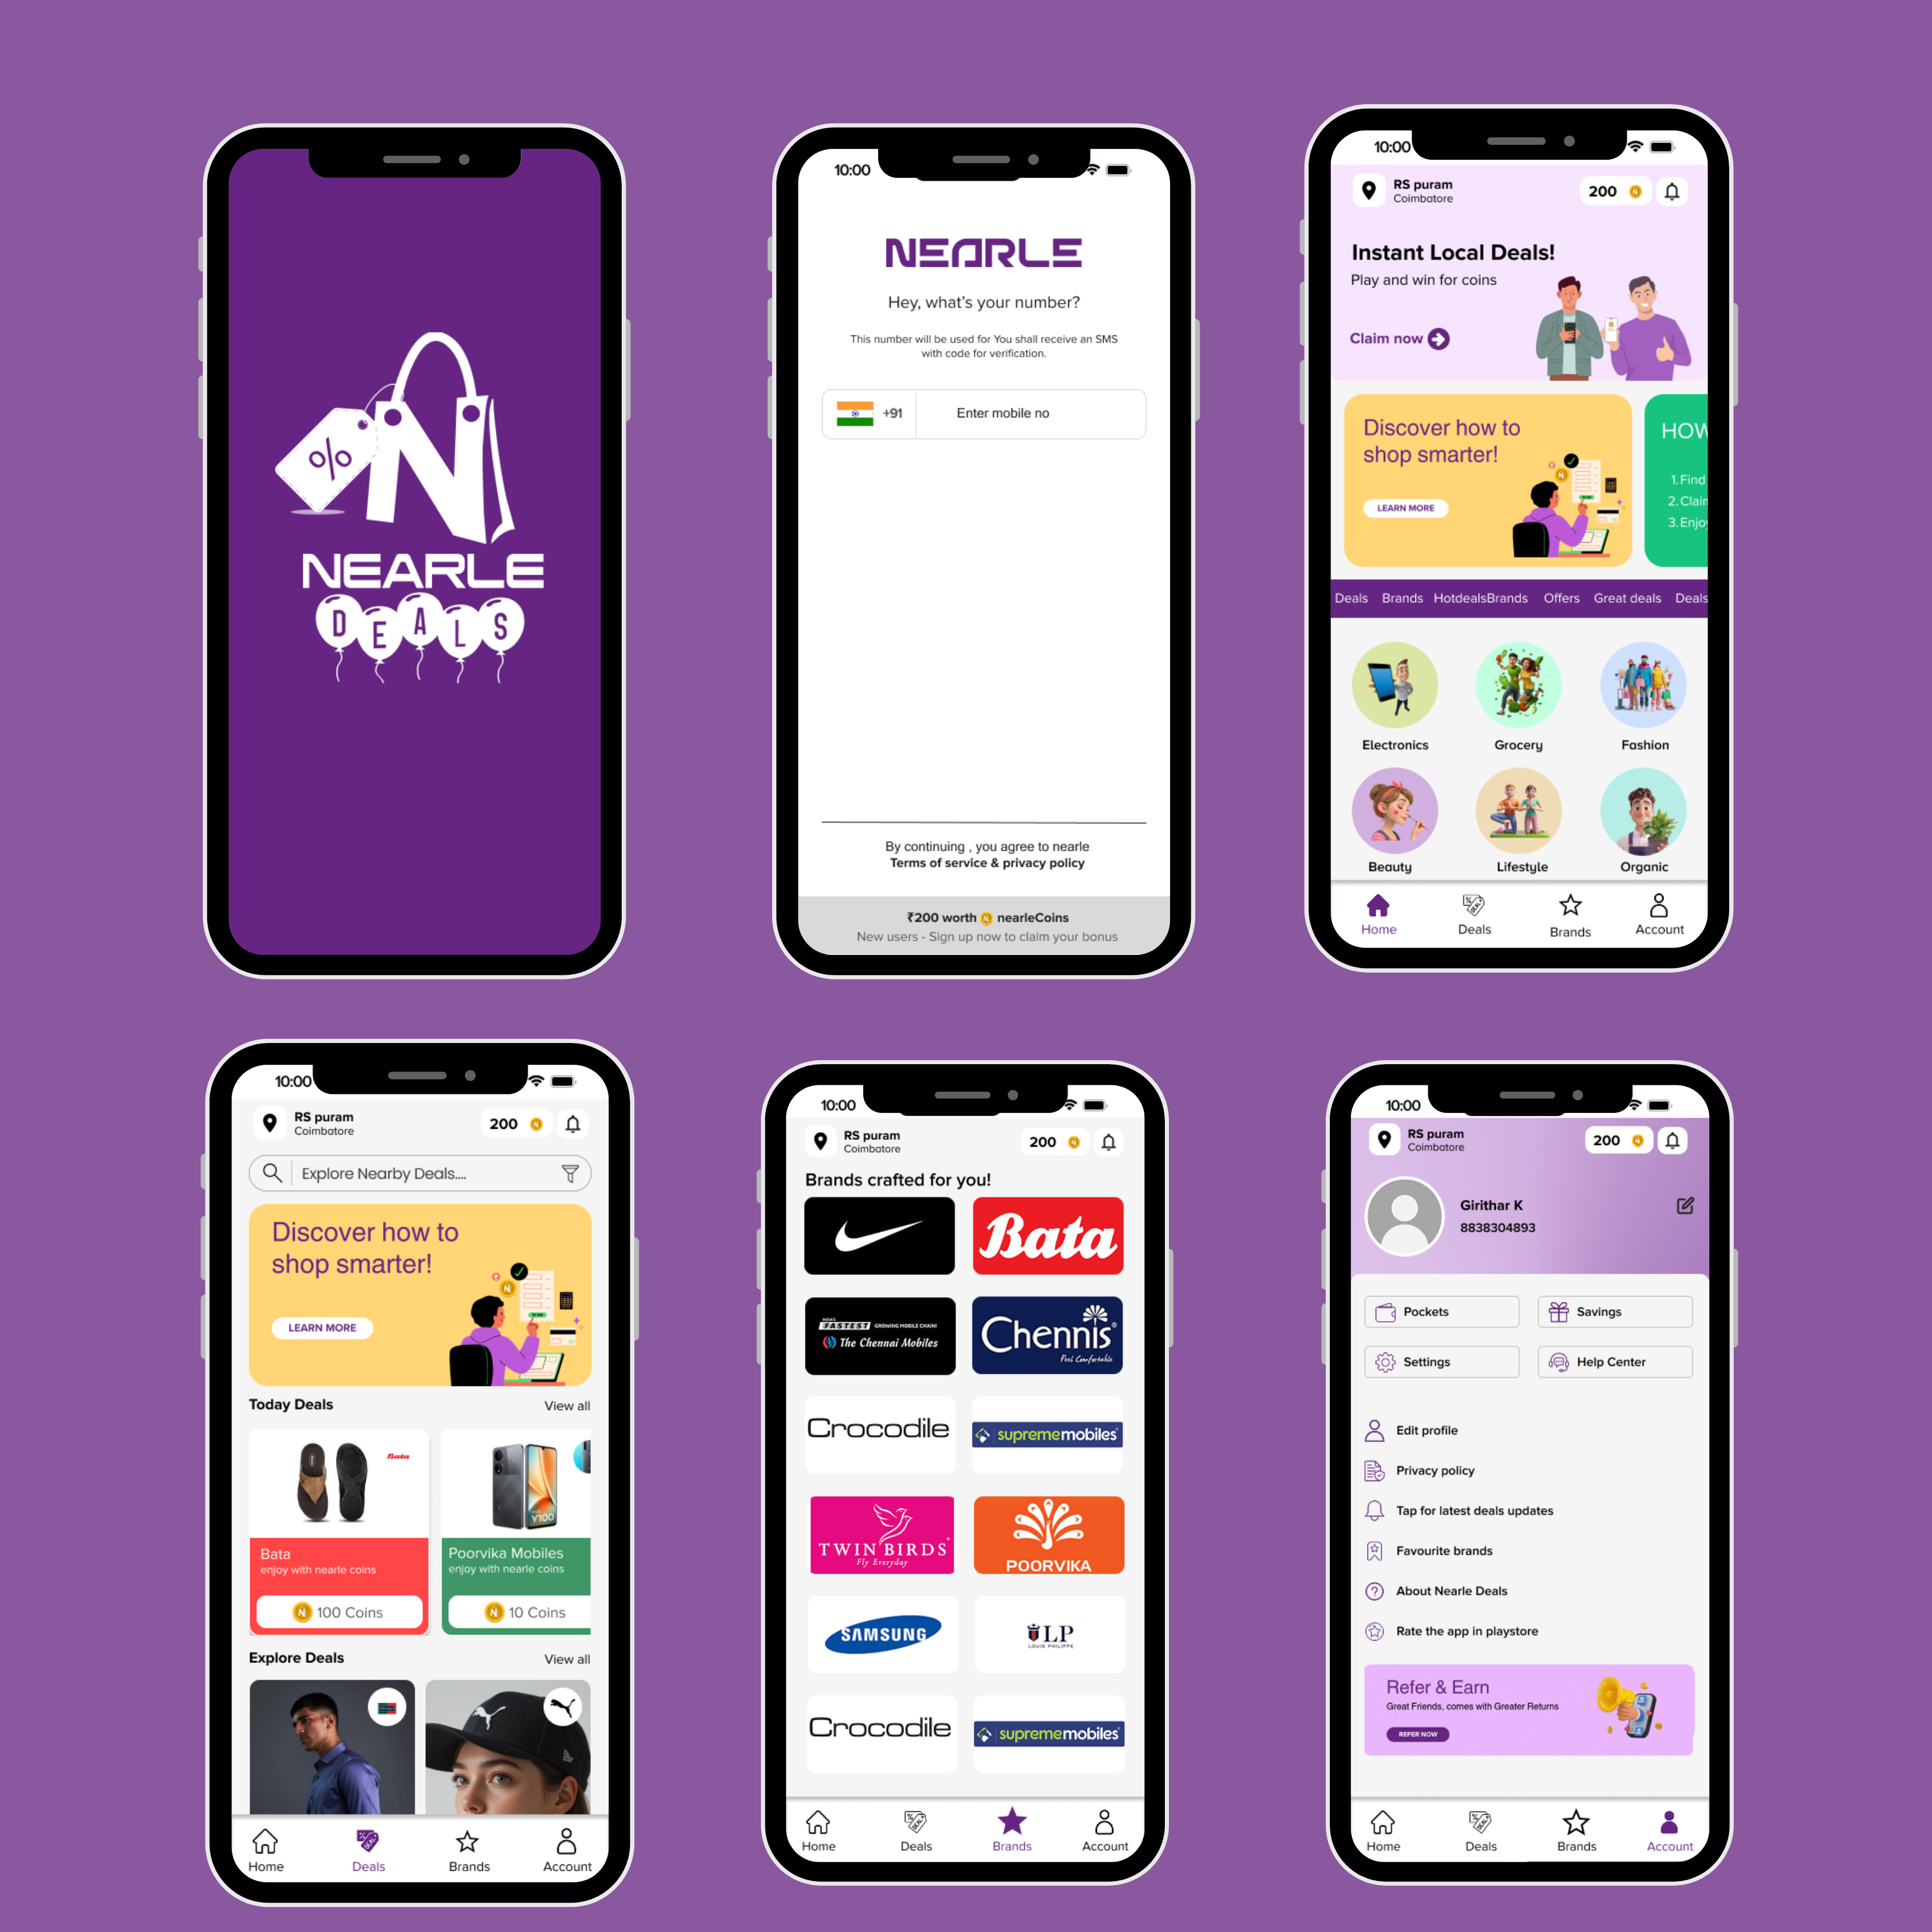 %
N
NEARLE
DEALS
10:00
NEARLE
Hey, what's your number?
This number will be used for You shall receive an SMS
with code for verification.
+91
Enter mobile no
By continuing , you agree to nearle
Terms of service & privacy policy
₹200 worth N nearleCoins
New users - Sign up now to claim your bonus
10:00
RS puram
Coimbatore
200 N
Instant Local Deals!
Play and win for coins
Claim now
Discover how to
shop smarter!
LEARN MORE
HOW
1. Find
2. Claim
3. Enjoy
Deals Brands HotdealsBrands Offers Great deals Deals
Electronics Grocery Fashion
Beauty Lifestyle Organic
Home Deals Brands Account
10:00
RS puram
Coimbatore
200 N
Explore Nearby Deals....
Discover how to
shop smarter!
LEARN MORE
Today Deals View all
Bata
Y100
Bata
enjoy with nearle coins
N 100 Coins
Poorvika Mobiles
enjoy with nearle coins
N 10 Coins
Explore Deals View all
Home Deals Brands Account
10:00
RS puram
Coimbatore
200 N
Brands crafted for you!
Bata
INDIA'S
FASTEST GROWING MOBILE CHAIN!
The Chennai Mobiles
Chennis®
Feel Comfortable
Crocodile
suprememobiles
TWIN BIRDS®
Fly Everyday
POORVIKA
SAMSUNG
LP
LOUIS PHILIPPE
Crocodile
suprememobiles
Home Deals Brands Account
10:00
RS puram
Coimbatore
200 N
Girithar K
8838304893
Pockets
Savings
Settings
Help Center
Edit profile
Privacy policy
Tap for latest deals updates
Favourite brands
About Nearle Deals
Rate the app in playstore
Refer & Earn
Great Friends, comes with Greater Returns
REFER NOW
Home Deals Brands Account